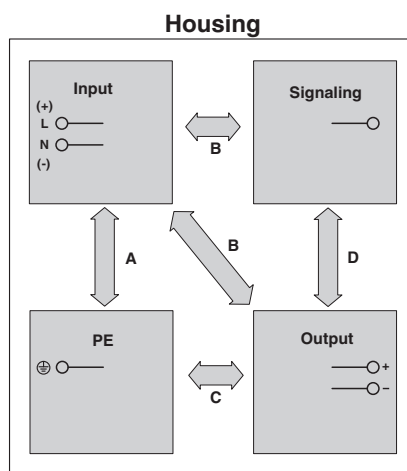 Housing
Input
(+)
L
N
(-)
Signaling
B
A
B
D
PE
Output
+
–
C